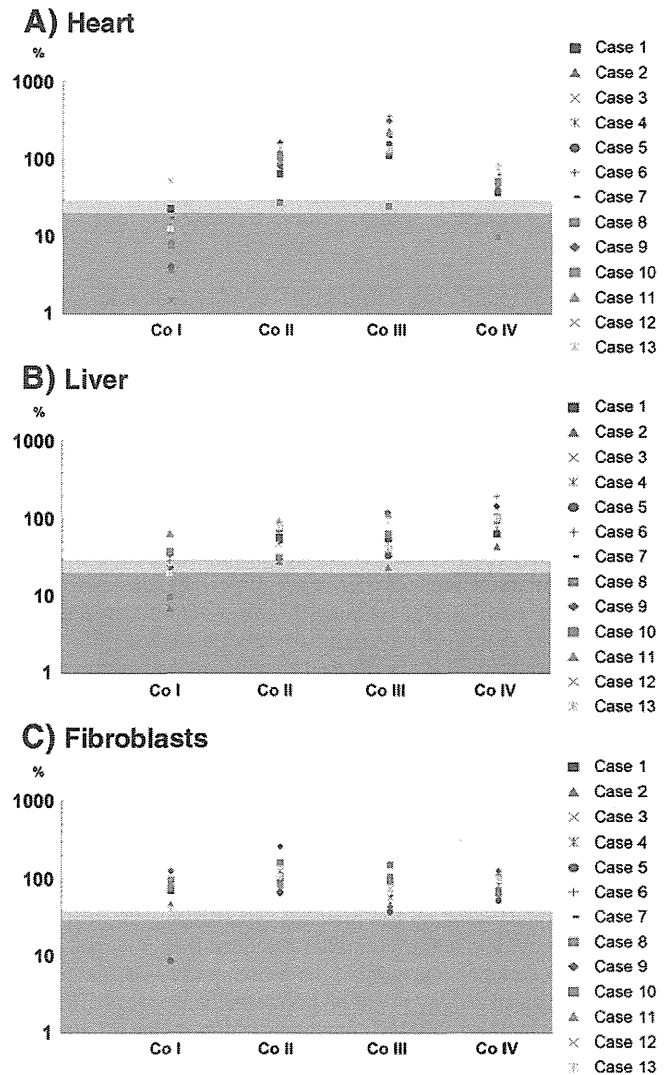 A) Heart
%
1000
100
10
1
Co I Co II Co III Co IV
Case 1
Case 2
Case 3
Case 4
Case 5
Case 6
Case 7
Case 8
Case 9
Case 10
Case 11
Case 12
Case 13
B) Liver
%
1000
100
10
1
Co I Co II Co III Co IV
Case 1
Case 2
Case 3
Case 4
Case 5
Case 6
Case 7
Case 8
Case 9
Case 10
Case 11
Case 12
Case 13
C) Fibroblasts
%
1000
100
10
1
Co I Co II Co III Co IV
Case 1
Case 2
Case 3
Case 4
Case 5
Case 6
Case 7
Case 8
Case 9
Case 10
Case 11
Case 12
Case 13